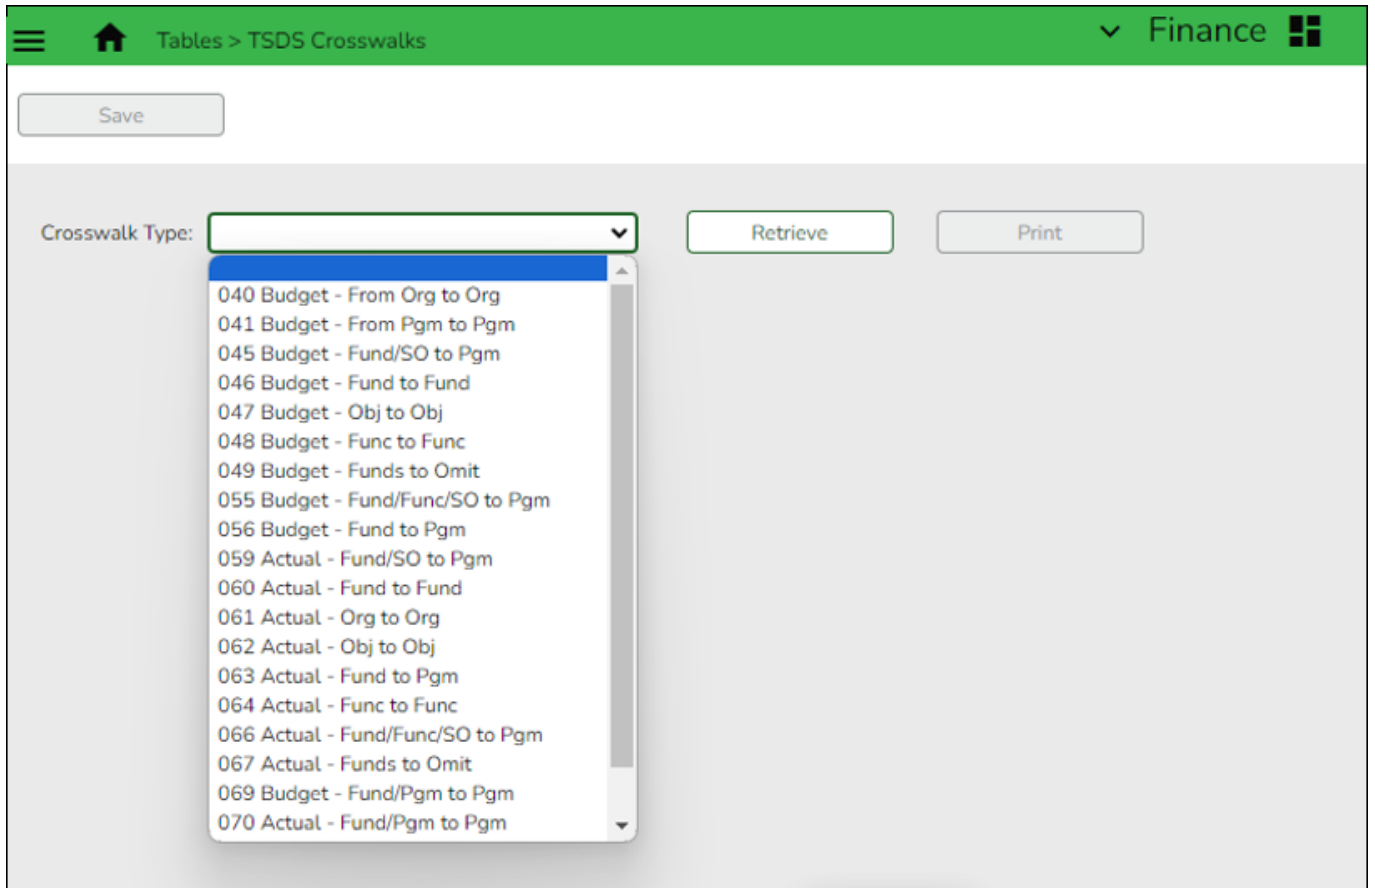 Tables > TSDS Crosswalks
Finance
Save
Crosswalk Type:
Retrieve
Print
040 Budget - From Org to Org
041 Budget - From Pgm to Pgm
045 Budget - Fund/SO to Pgm
046 Budget - Fund to Fund
047 Budget - Obj to Obj
048 Budget - Func to Func
049 Budget - Funds to Omit
055 Budget - Fund/Func/SO to Pgm
056 Budget - Fund to Pgm
059 Actual - Fund/SO to Pgm
060 Actual - Fund to Fund
061 Actual - Org to Org
062 Actual - Obj to Obj
063 Actual - Fund to Pgm
064 Actual - Func to Func
066 Actual - Fund/Func/SO to Pgm
067 Actual - Funds to Omit
069 Budget - Fund/Pgm to Pgm
070 Actual - Fund/Pgm to Pgm